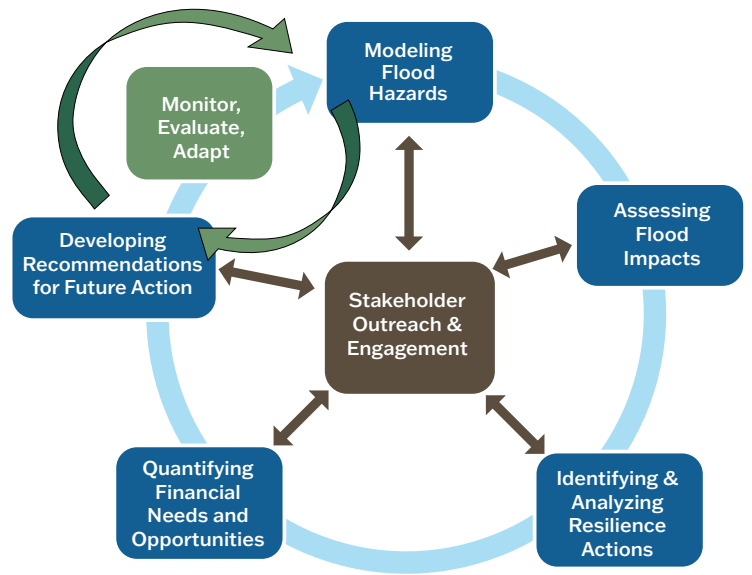 Modeling
Flood
Hazards
Monitor,
Evaluate,
Adapt
Assessing
Flood
Impacts
Developing
Recommendations
for Future Action
Stakeholder
Outreach &
Engagement
Quantifying
Financial
Needs and
Opportunities
Identifying &
Analyzing
Resilience
Actions